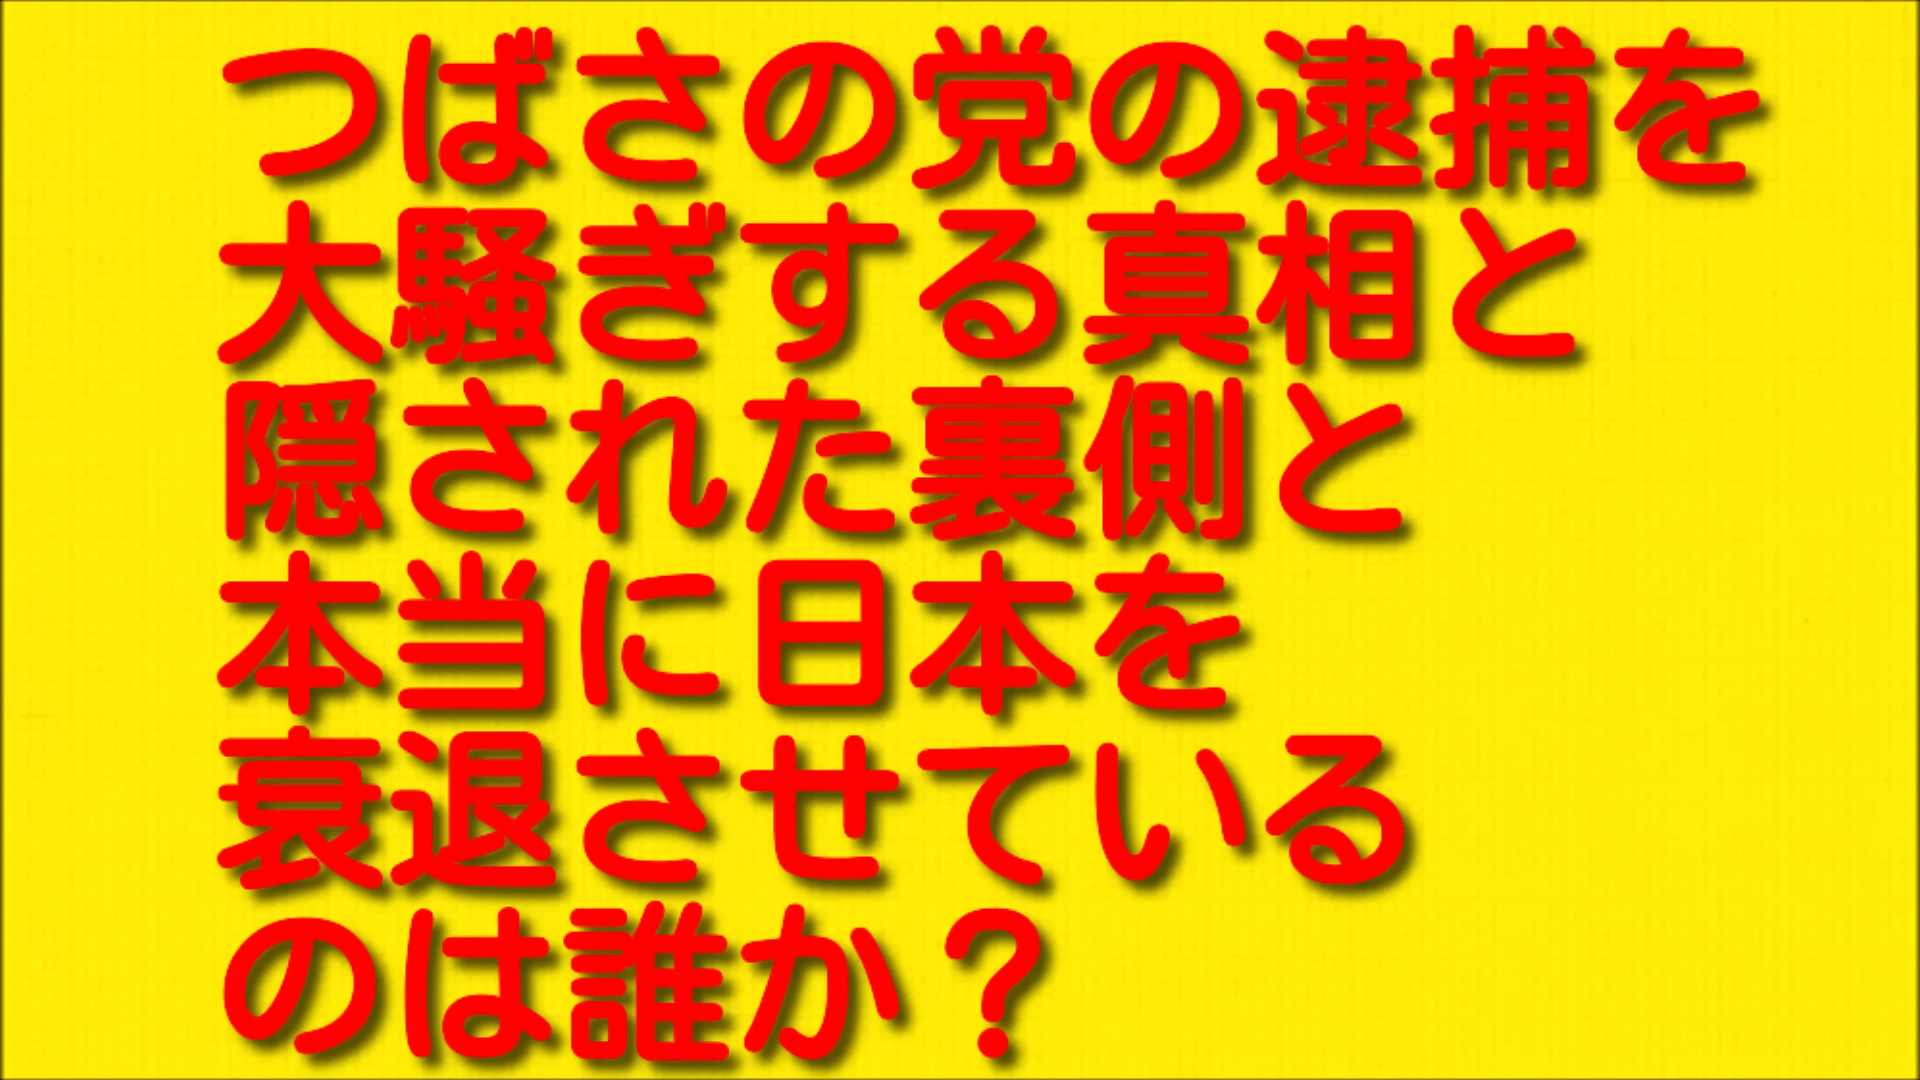 つばさの党の逮捕を
大騒ぎする真相と
隠された裏側と
本当に日本を
衰退させている
のは誰か？